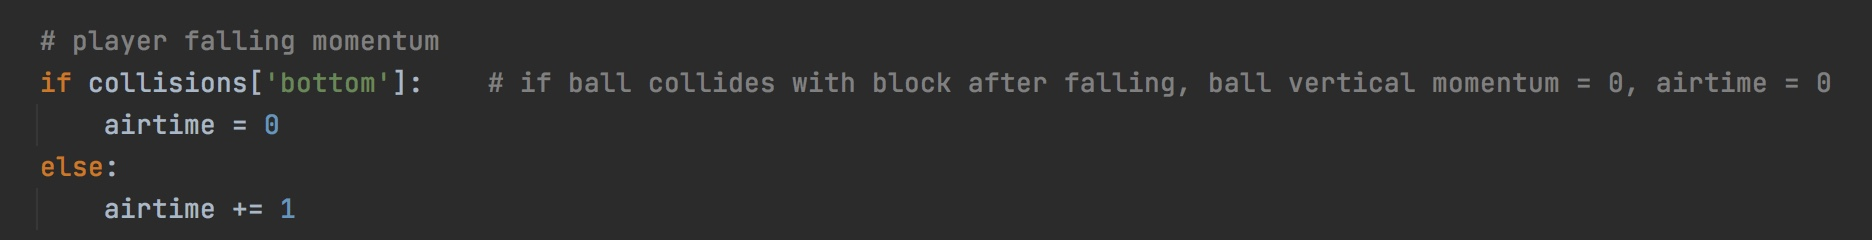 # player falling momentum
if collisions['bottom']:    # if ball collides with block after falling, ball vertical momentum = 0, airtime = 0
    airtime = 0
else:
    airtime += 1